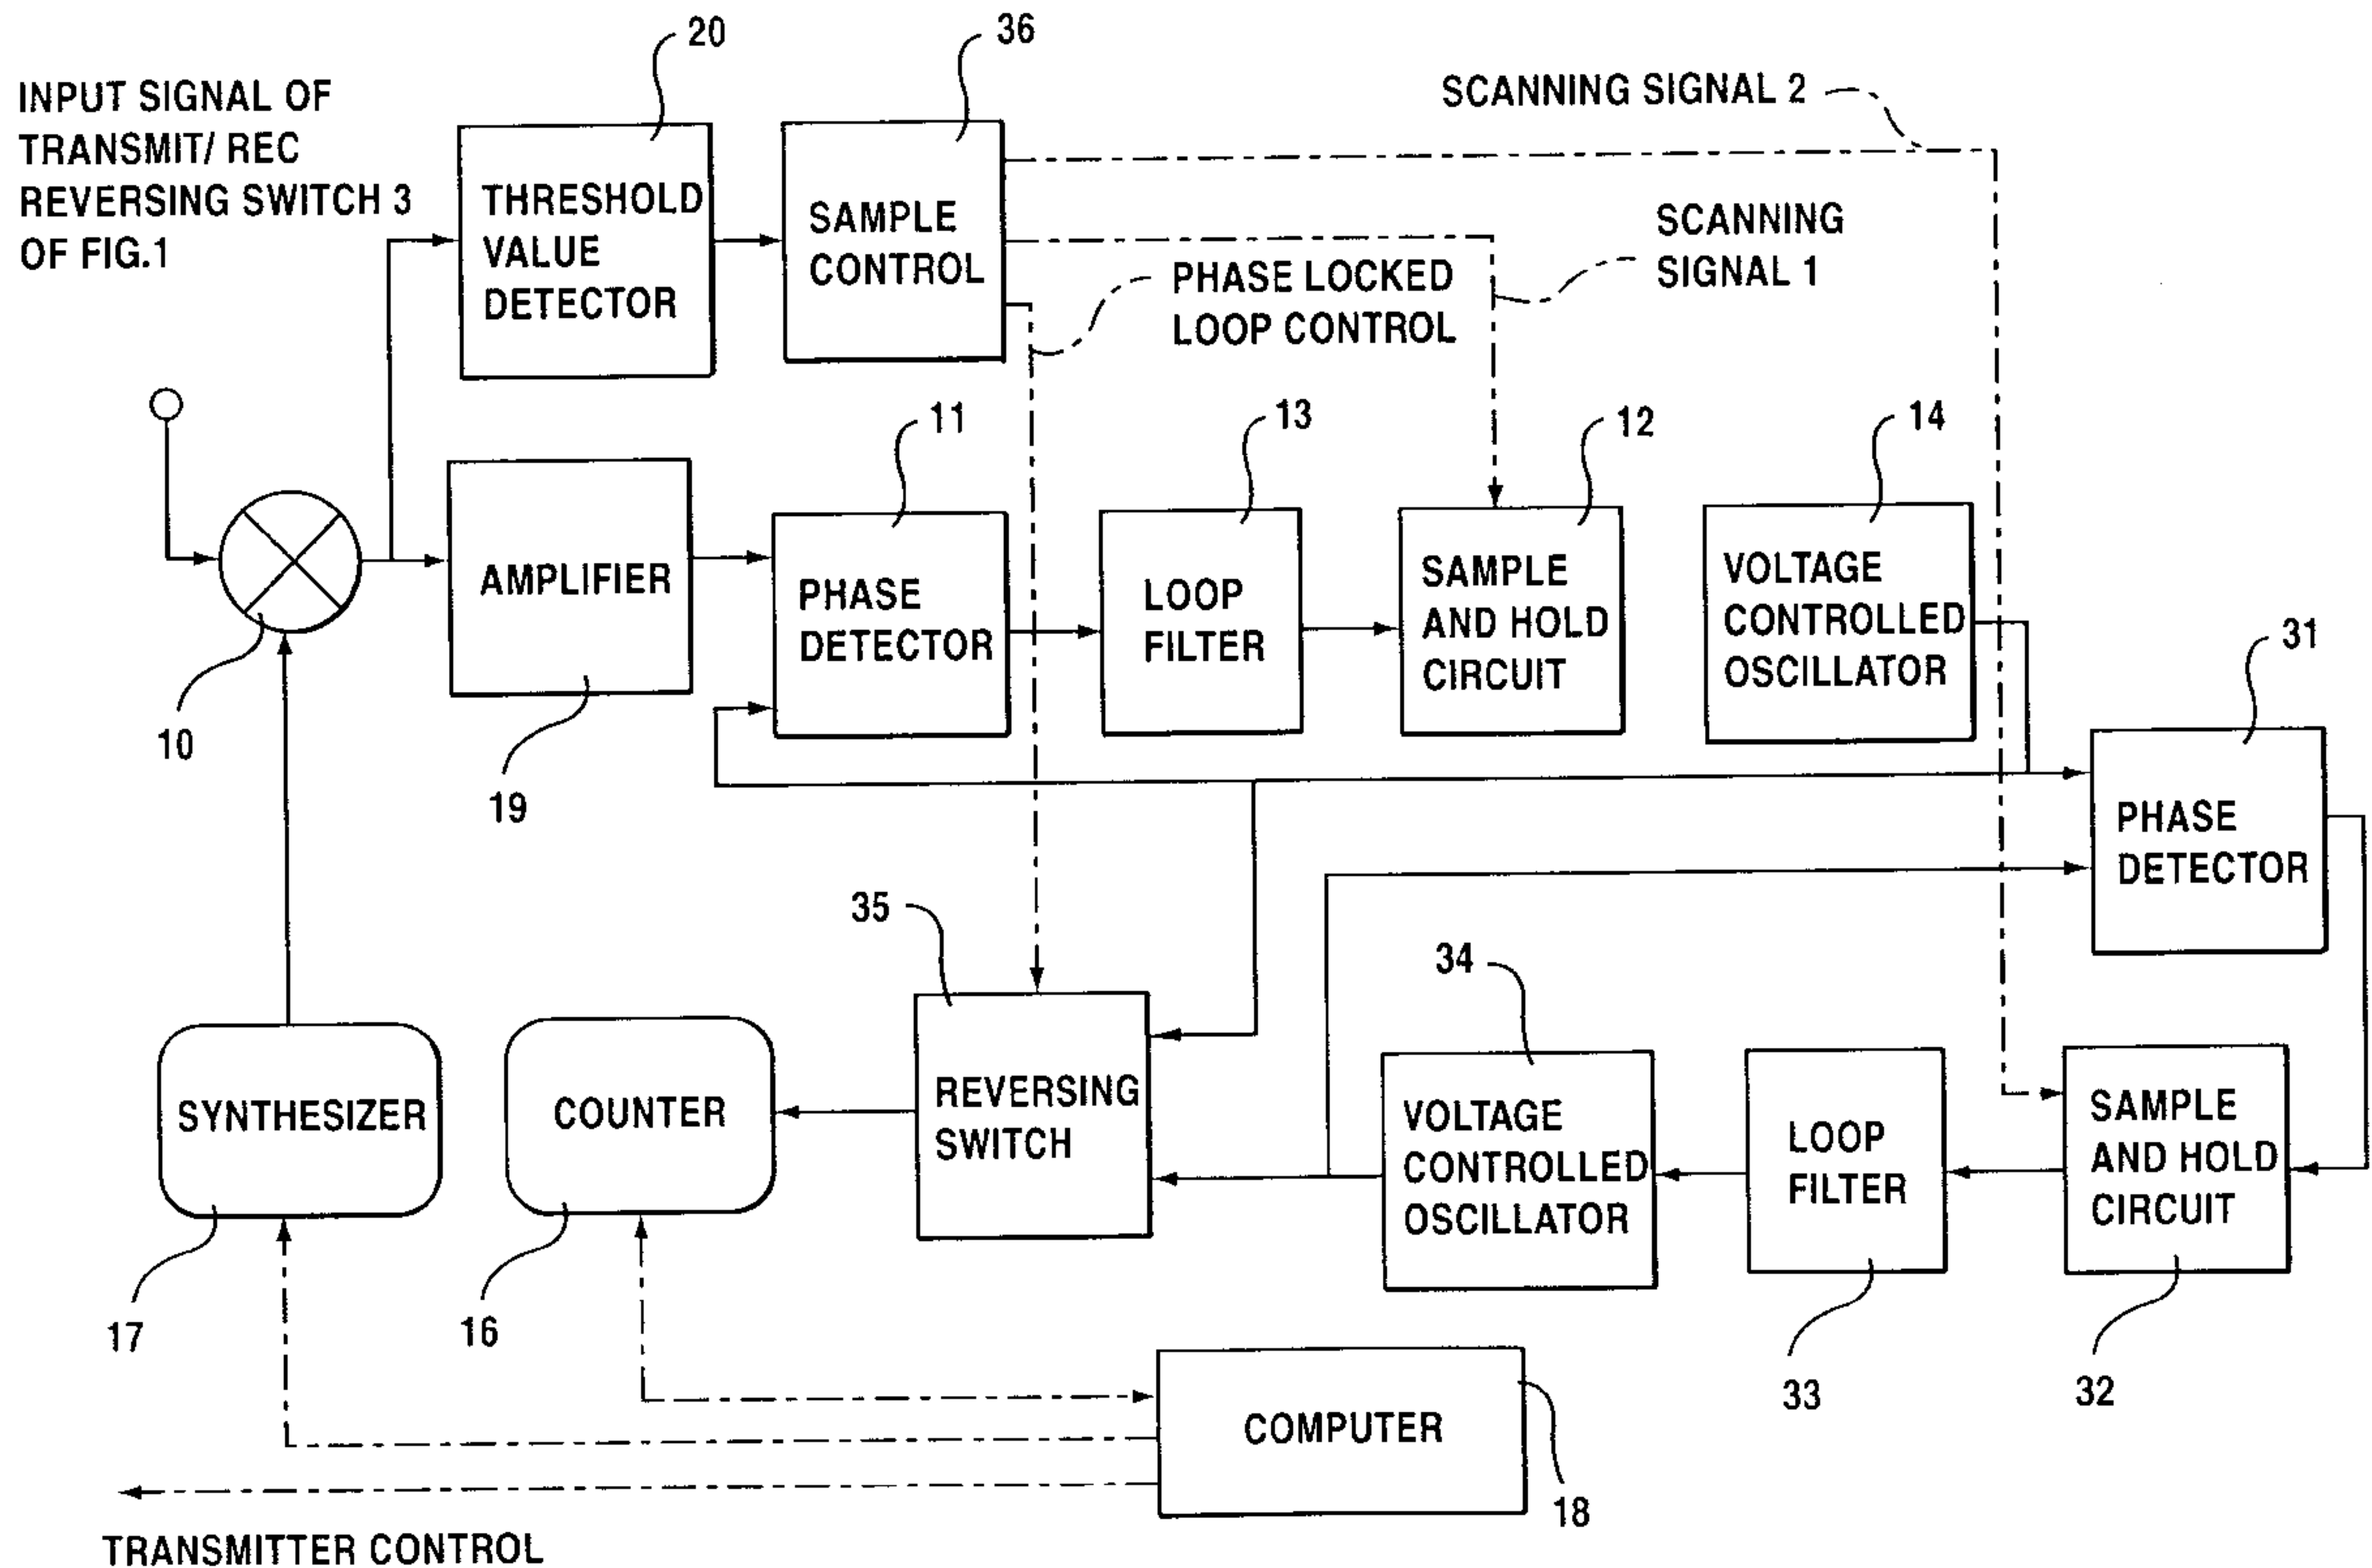 20
36
INPUT SIGNAL OF
TRANSMIT/ REC
REVERSING SWITCH 3
OF FIG.1
SCANNING SIGNAL 2
THRESHOLD
VALUE
DETECTOR
SAMPLE
CONTROL
SCANNING
SIGNAL 1
PHASE LOCKED
LOOP CONTROL
11
13
12
14
AMPLIFIER
PHASE
DETECTOR
LOOP
FILTER
SAMPLE
AND HOLD
CIRCUIT
VOLTAGE
CONTROLLED
OSCILLATOR
31
10
19
PHASE
DETECTOR
35
34
SYNTHESIZER
COUNTER
REVERSING
SWITCH
VOLTAGE
CONTROLLED
OSCILLATOR
LOOP
FILTER
SAMPLE
AND HOLD
CIRCUIT
17
16
33
32
COMPUTER
18
TRANSMITTER CONTROL